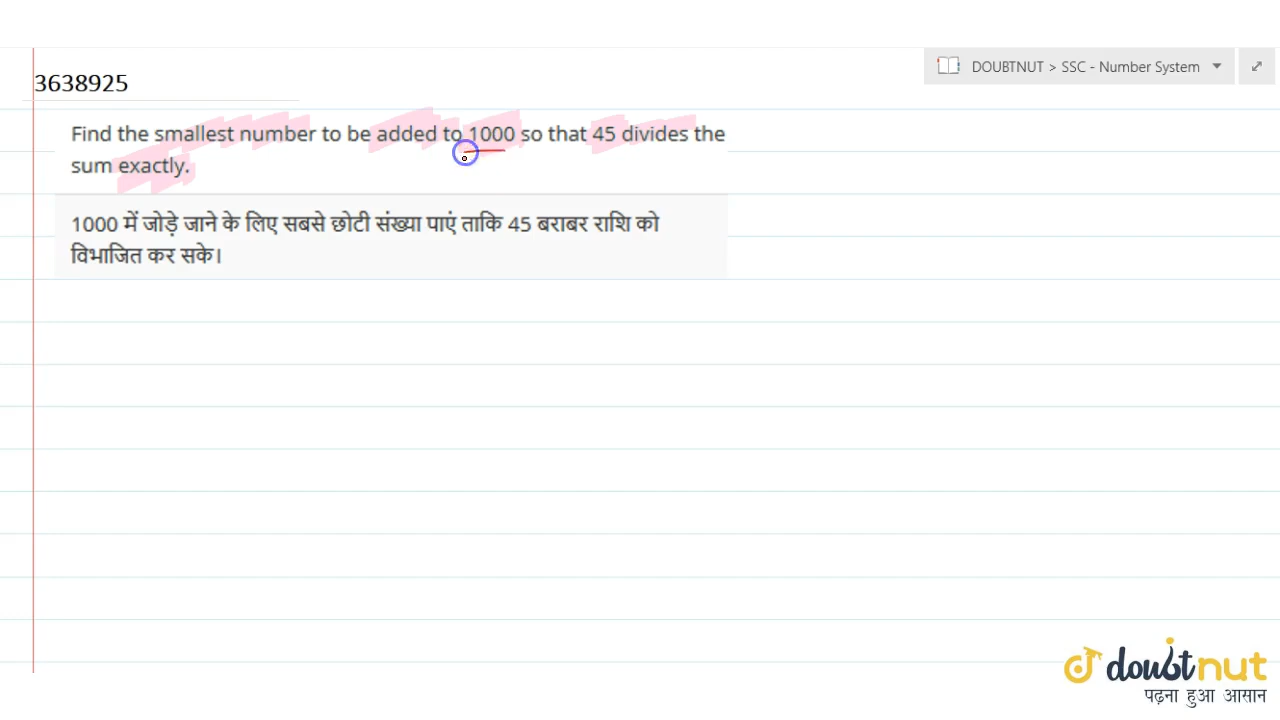 DOUBTNUT > SSC - Number System
3638925
Find the smallest number to be added to 1000 so that 45 divides the
sum exactly.
1000 में जोड़े जाने के लिए सबसे छोटी संख्या पाएं ताकि 45 बराबर राशि को
विभाजित कर सके।
doubtnut
पढ़ना हुआ आसान